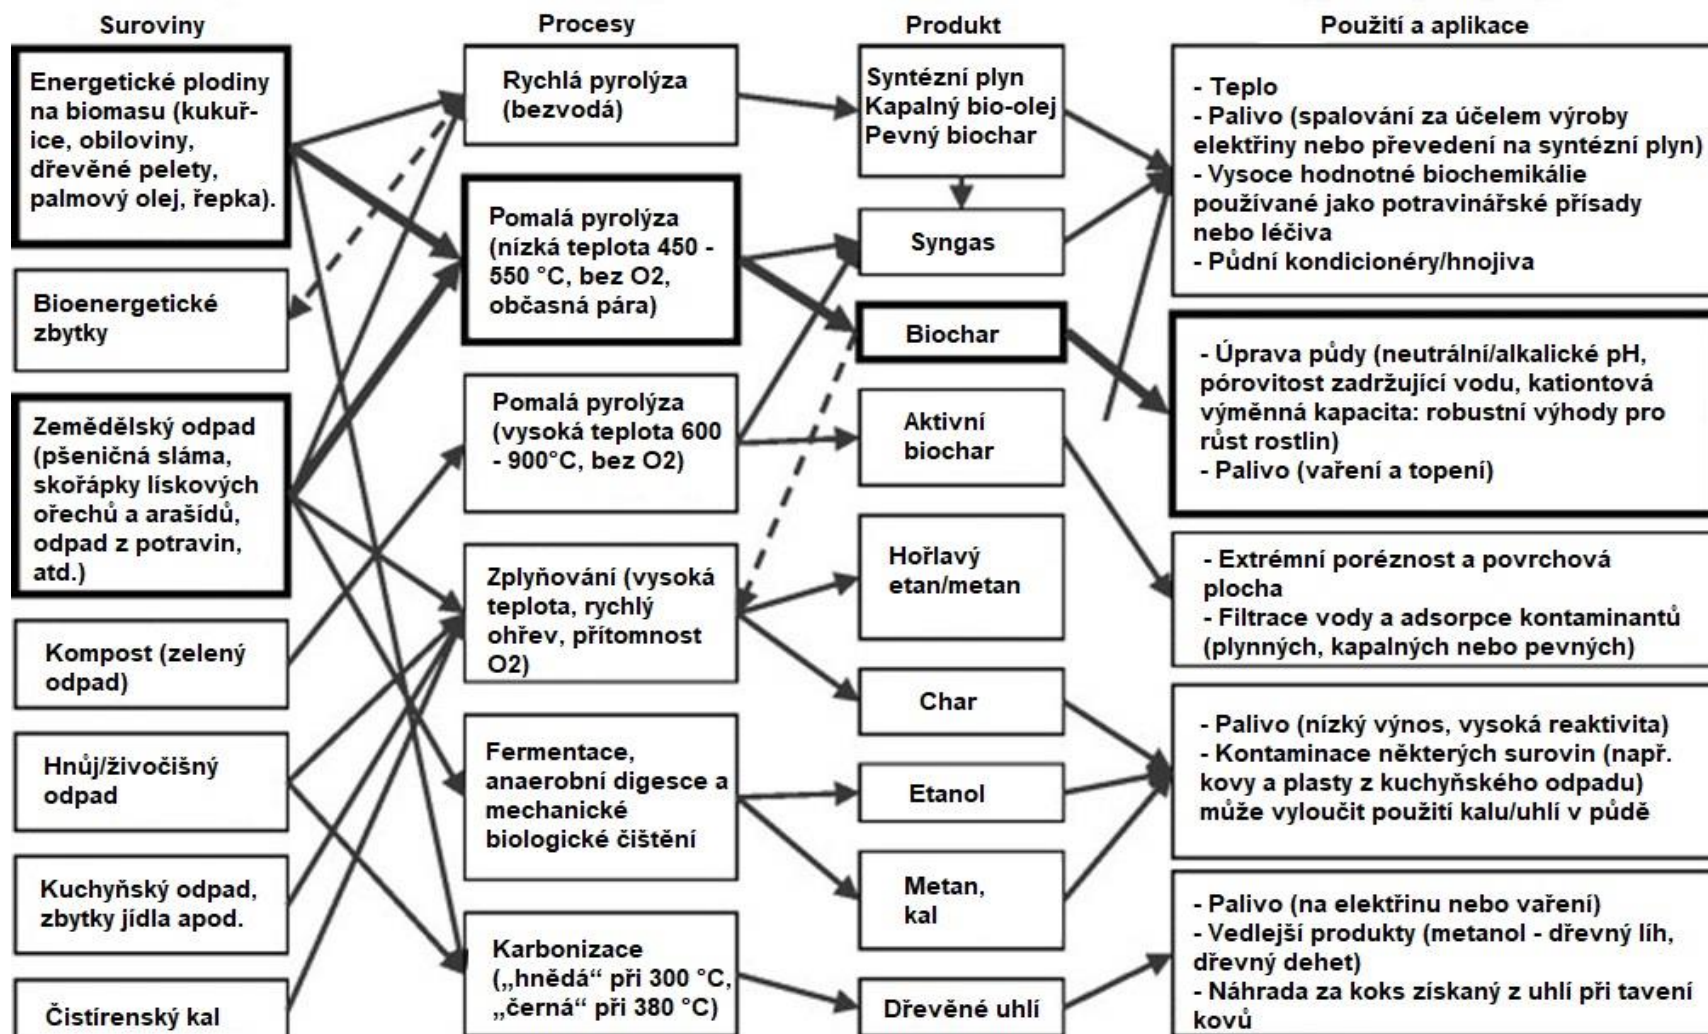 Suroviny
Energetické plodiny
na biomasu (kukuř-
ice, obiloviny,
dřevěné pelety,
palmový olej, řepka).
Bioenergetické
zbytky
Zemědělský odpad
(pšeničná sláma,
skořápky lískových
ořechů a arašídů,
odpad z potravin,
atd.)
Kompost (zelený
odpad)
Hnůj/živočišný
odpad
Kuchyňský odpad,
zbytky jídla apod.
Čistírenský kal
Procesy
Rychlá pyrolýza
(bezvodá)
Pomalá pyrolýza
(nízká teplota 450 -
550 °C, bez O2,
občasná pára)
Pomalá pyrolýza
(vysoká teplota 600
- 900°C, bez O2)
Zplyňování (vysoká
teplota, rychlý
ohřev, přítomnost
O2)
Fermentace,
anaerobní digesce a
mechanické
biologické čištění
Karbonizace
(„hnědá“ při 300 °C,
„černá“ při 380 °C)
Produkt
Syntézní plyn
Kapalný bio-olej
Pevný biochar
Syngas
Biochar
Aktivní
biochar
Hořlavý
etan/metan
Char
Etanol
Metan,
kal
Dřevěné uhlí
Použití a aplikace
- Teplo
- Palivo (spalování za účelem výroby
elektřiny nebo převedení na syntézní plyn)
- Vysoce hodnotné biochemikálie
používané jako potravinářské přísady
nebo léčiva
- Půdní kondicionéry/hnojiva
- Úprava půdy (neutrální/alkalické pH,
pórovitost zadržující vodu, kationtová
výměnná kapacita: robustní výhody pro
růst rostlin)
- Palivo (vaření a topení)
- Extrémní poréznost a povrchová
plocha
- Filtrace vody a adsorpce kontaminantů
(plynných, kapalných nebo pevných)
- Palivo (nízký výnos, vysoká reaktivita)
- Kontaminace některých surovin (např.
kovy a plasty z kuchyňského odpadu)
může vyloučit použití kalu/uhlí v půdě
- Palivo (na elektřinu nebo vaření)
- Vedlejší produkty (metanol - dřevný líh,
dřevný dehet)
- Náhrada za koks získaný z uhlí při tavení
kovů